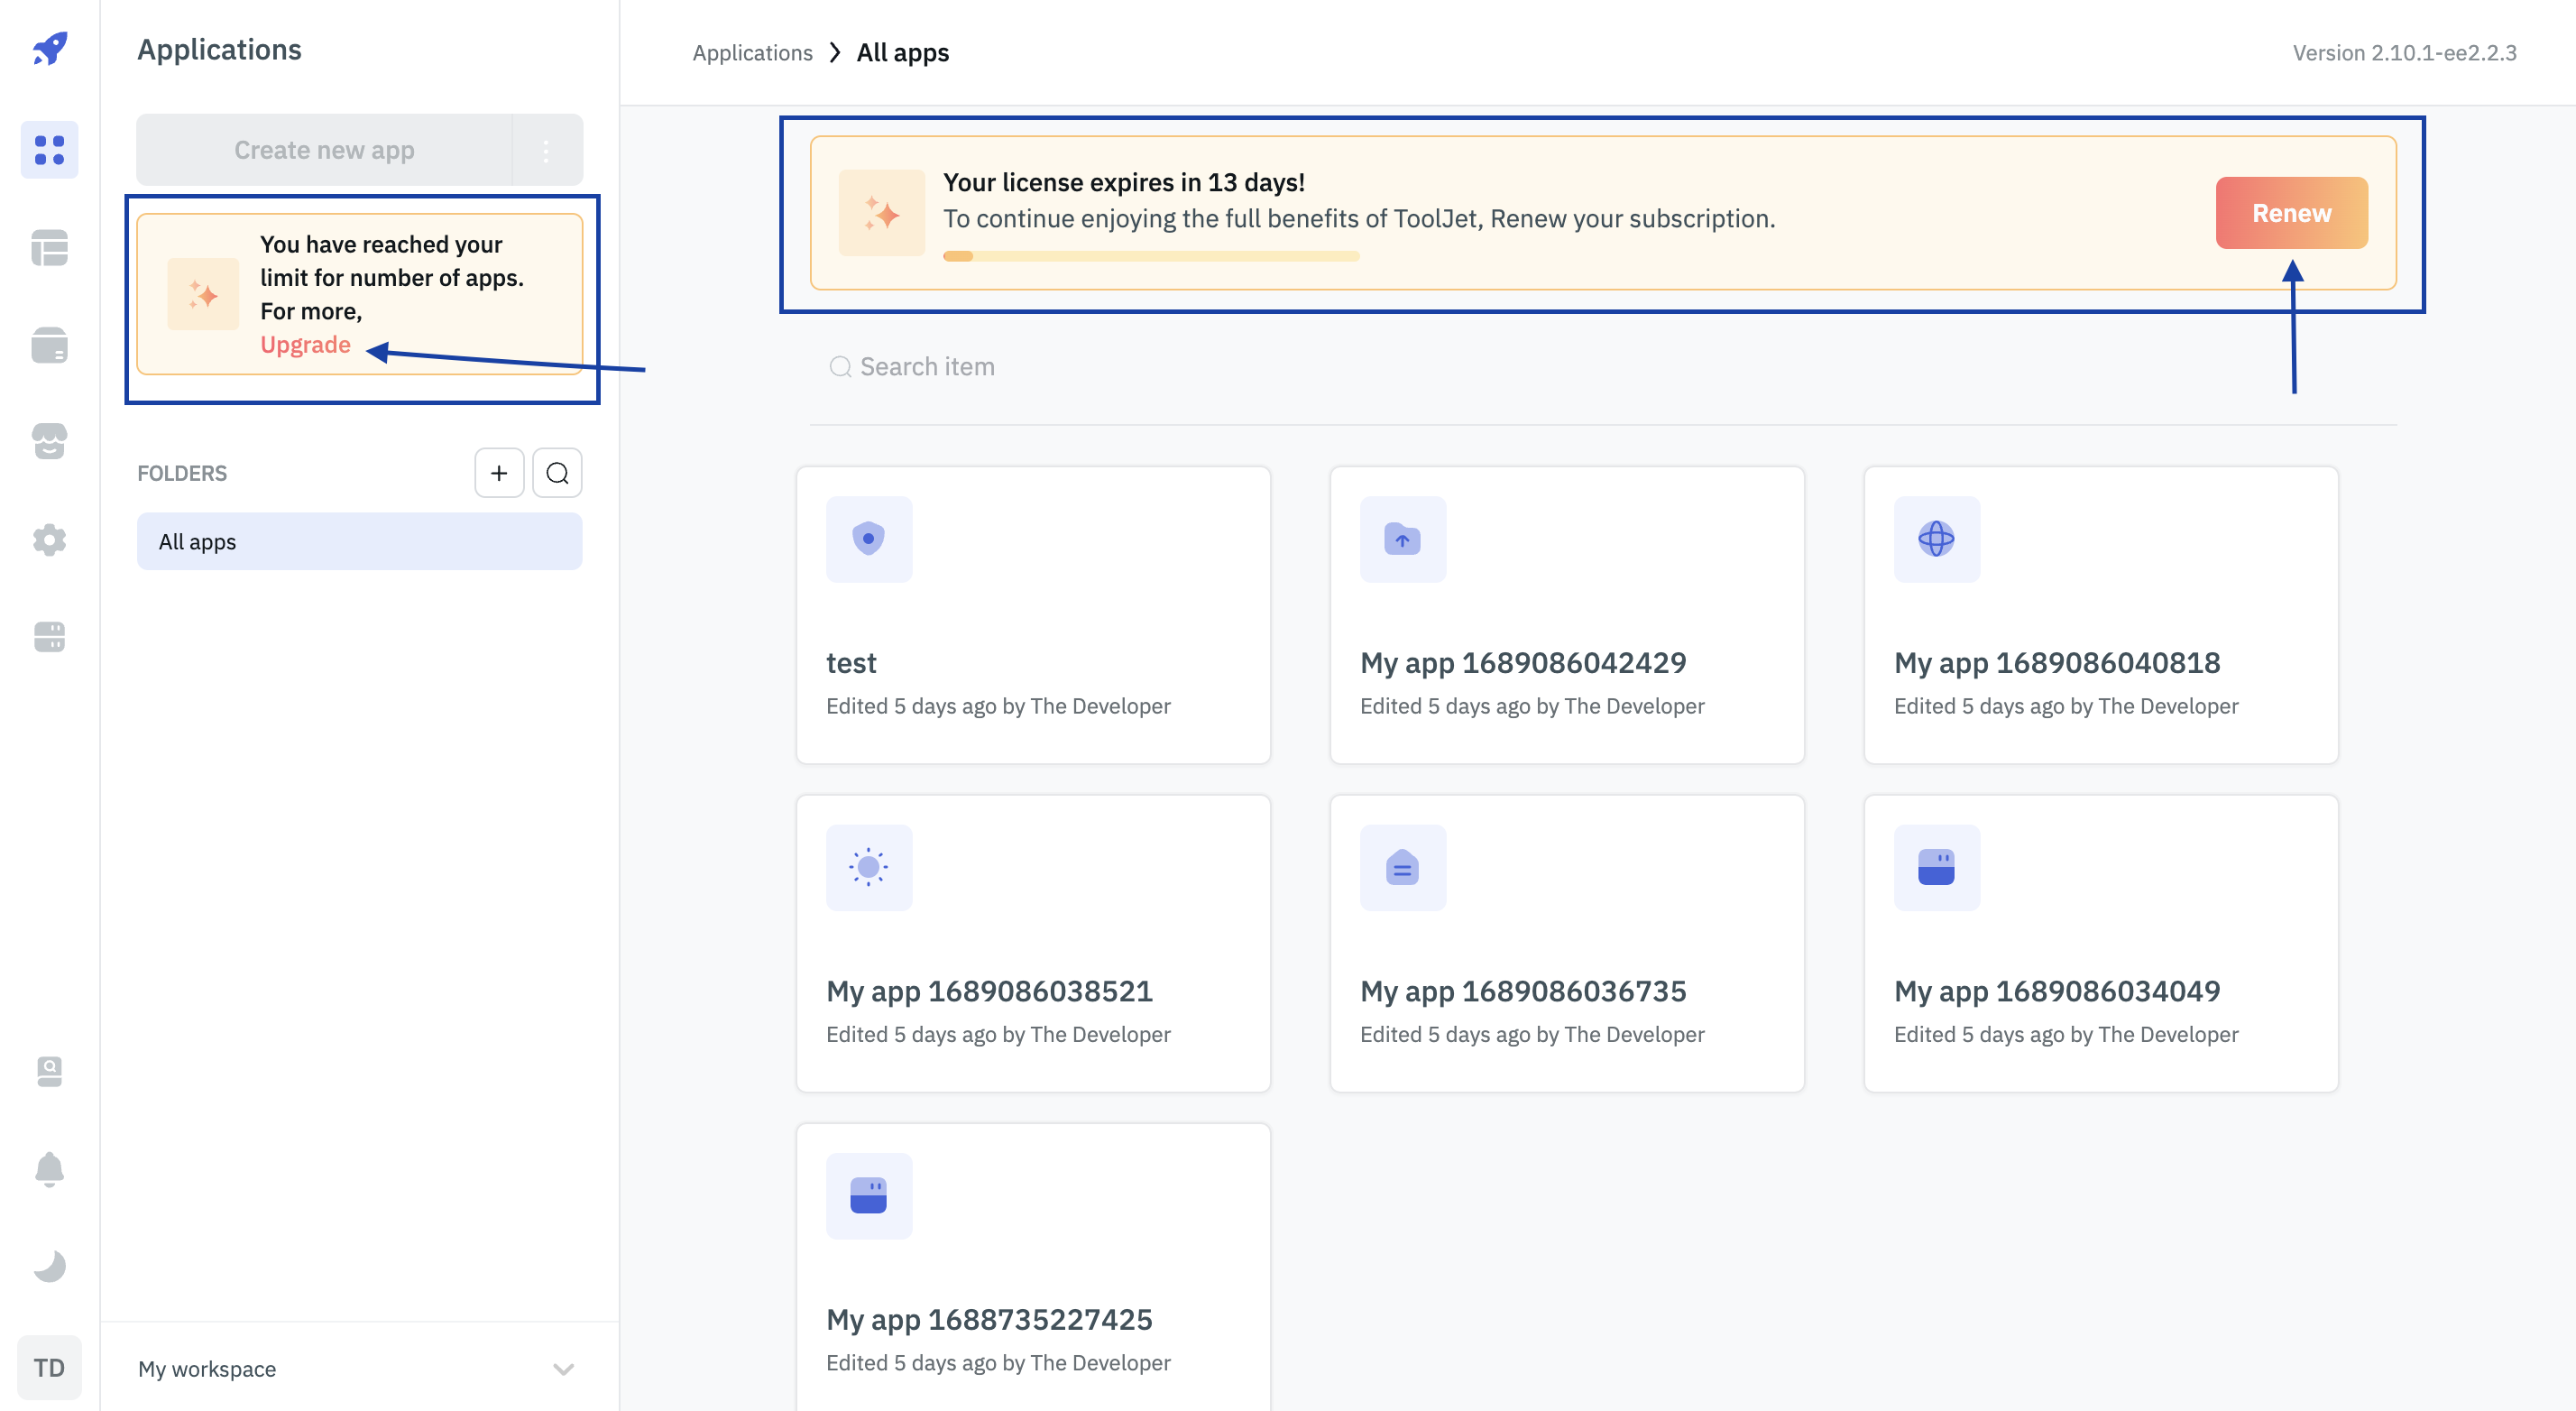 Applications
Create new app
You have reached your
limit for number of apps.
For more,
Upgrade
FOLDERS
All apps
My workspace
TD
Applications > All apps
Version 2.10.1-ee2.2.3
Your license expires in 13 days!
To continue enjoying the full benefits of ToolJet, Renew your subscription.
Renew
Search item
test
Edited 5 days ago by The Developer
My app 1689086042429
Edited 5 days ago by The Developer
My app 1689086040818
Edited 5 days ago by The Developer
My app 1689086038521
Edited 5 days ago by The Developer
My app 1689086036735
Edited 5 days ago by The Developer
My app 1689086034049
Edited 5 days ago by The Developer
My app 1688735227425
Edited 5 days ago by The Developer